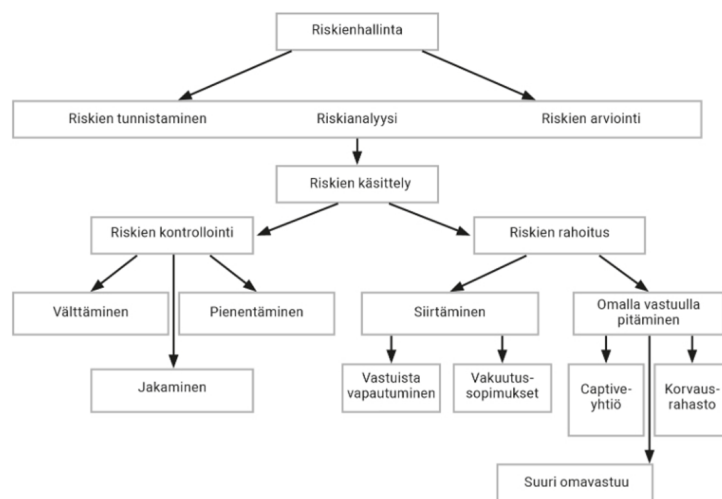 Riskienhallinta
Riskien tunnistaminen
Riskianalyysi
Riskien arviointi
Riskien käsittely
Riskien kontrollointi
Riskien rahoitus
Välttäminen
Pienentäminen
Siirtäminen
Omalla vastuulla
pitäminen
Jakaminen
Vastuista
vapautuminen
Vakuutus-
sopimukset
Captive-
yhtiö
Korvaus-
rahasto
Suuri omavastuu